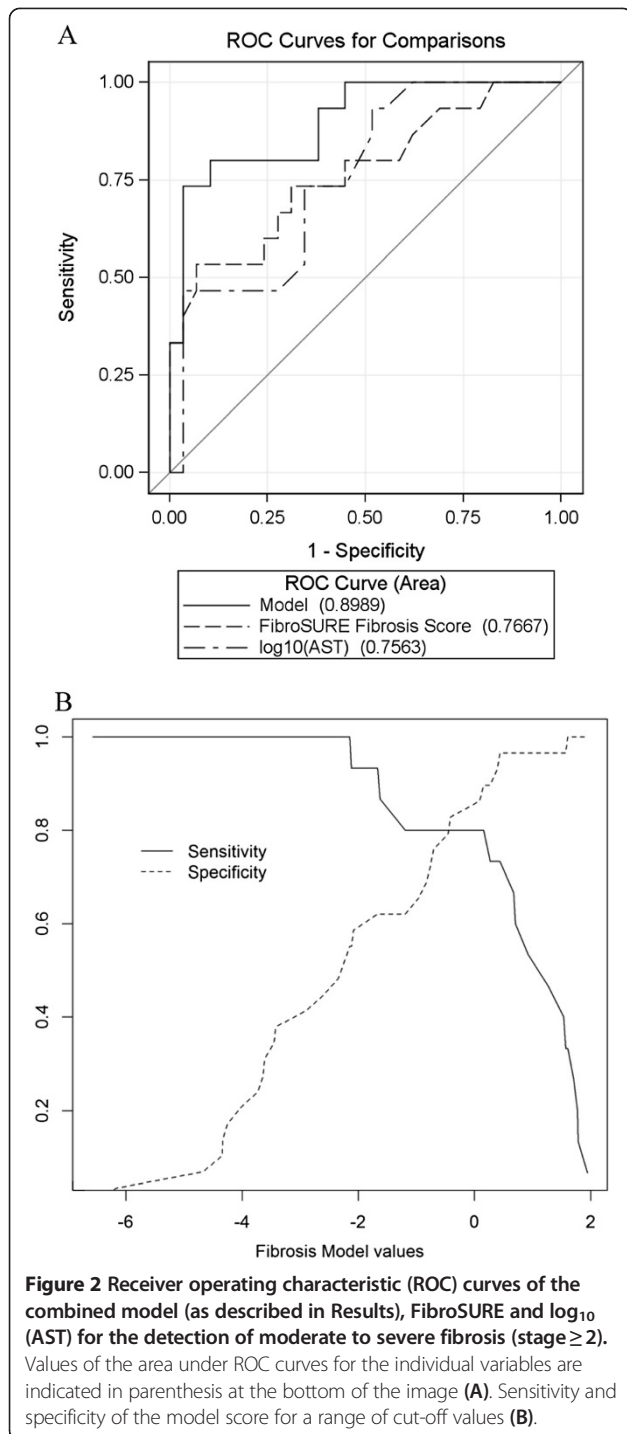 A
ROC Curves for Comparisons
1.00
0.75
0.50
0.25
0.00
Sensitivity
0.00 0.25 0.50 0.75 1.00
1 - Specificity
ROC Curve (Area)
Model (0.8989)
FibroSURE Fibrosis Score (0.7667)
log10(AST) (0.7563)
B
1.0
0.8
0.6
0.4
0.2
Sensitivity
Specificity
-6 -4 -2 0 2
Fibrosis Model values
Figure 2 Receiver operating characteristic (ROC) curves of the
combined model (as described in Results), FibroSURE and log₁₀
(AST) for the detection of moderate to severe fibrosis (stage ≥ 2).
Values of the area under ROC curves for the individual variables are
indicated in parenthesis at the bottom of the image (A). Sensitivity and
specificity of the model score for a range of cut-off values (B).